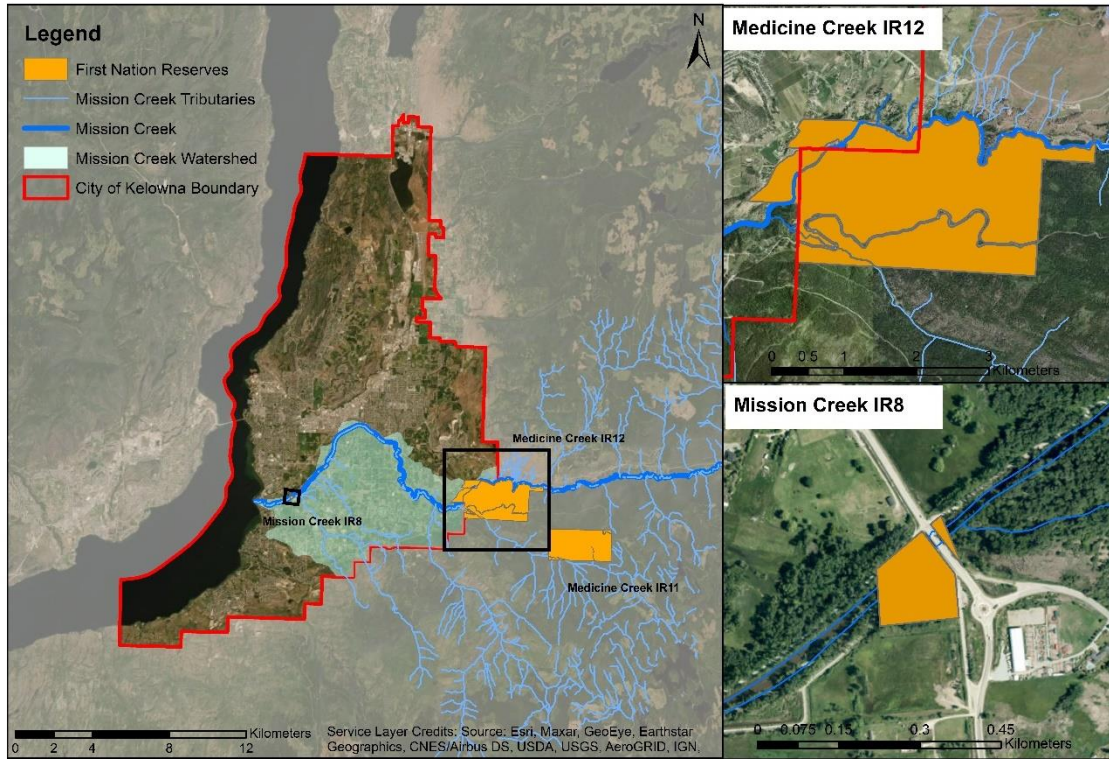 Legend
First Nation Reserves
Mission Creek Tributaries
Mission Creek
Mission Creek Watershed
City of Kelowna Boundary
N
Medicine Creek IR12
Mission Creek IR8
Medicine Creek IR11
0 2 4 8 12
Kilometers
Service Layer Credits: Source: Esri, Maxar, GeoEye, Earthstar
Geographics, CNES/Airbus DS, USDA, USGS, AeroGRID, IGN,
Medicine Creek IR12
0 0.5 1 2 3
Kilometers
Mission Creek IR8
0 0.075 0.15 0.3 0.45
Kilometers